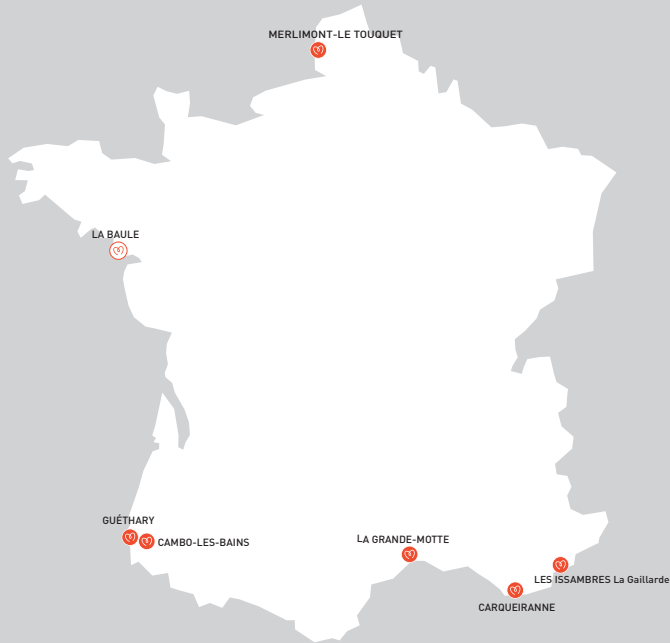 MERLIMONT-LE TOUQUET
LA BAULE
GUÉTHARY
CAMBO-LES-BAINS
LA GRANDE-MOTTE
LES ISSAMBRES La Gaillarde
CARQUEIRANNE